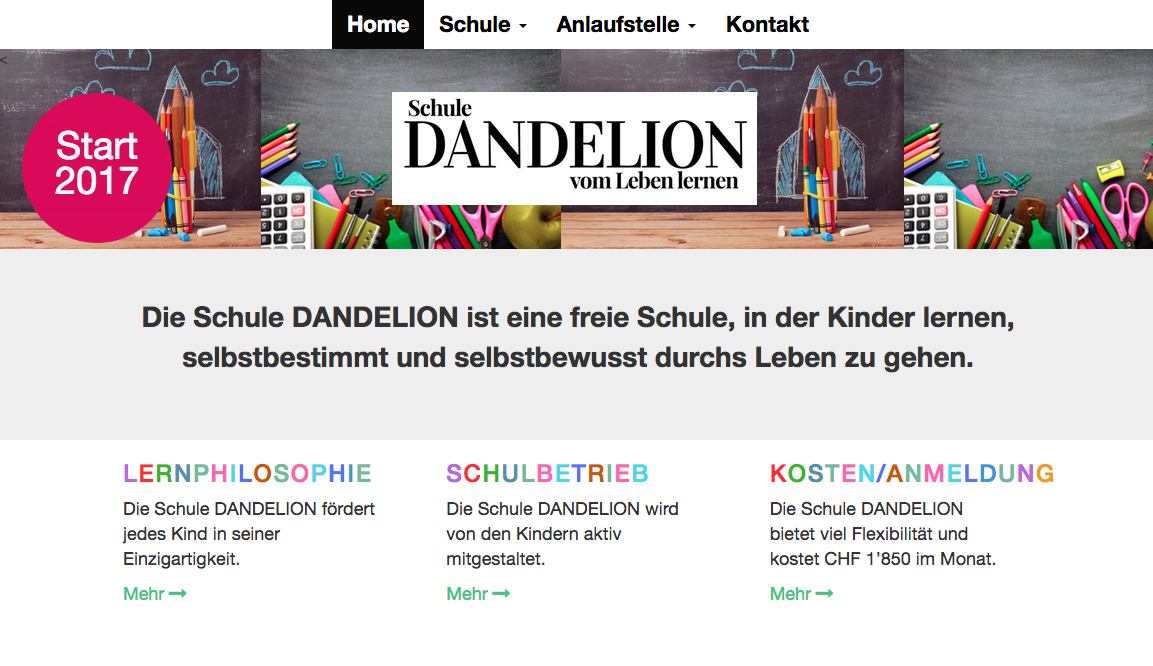 Home Schule Anlaufstelle Kontakt
<
Start
2017
Schule
DANDELION
vom Leben lernen
Die Schule DANDELION ist eine freie Schule, in der Kinder lernen,
selbstbestimmt und selbstbewusst durchs Leben zu gehen.
LERNPHILOSOPHIE
Die Schule DANDELION fördert
jedes Kind in seiner
Einzigartigkeit.
Mehr
SCHULBETRIEB
Die Schule DANDELION wird
von den Kindern aktiv
mitgestaltet.
Mehr
KOSTEN/ANMELDUNG
Die Schule DANDELION
bietet viel Flexibilität und
kostet CHF 1’850 im Monat.
Mehr